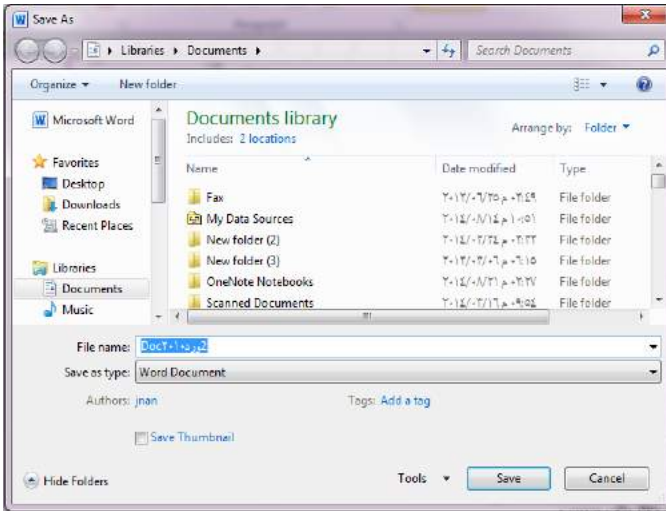 Save As
Libraries Documents Search Documents
Organize New folder
Microsoft Word
Favorites
Desktop
Downloads
Recent Places
Libraries
Documents
Music
Documents library
Includes: 2 locations
Arrange by: Folder
Name Date modified Type
Fax File folder
My Data Sources File folder
New folder (2) File folder
New folder (3) File folder
OneNote Notebooks File folder
Scanned Documents File folder
File name:
Save as type: Word Document
Authors: jnan Tags: Add a tag
Save Thumbnail
Hide Folders Tools Save Cancel